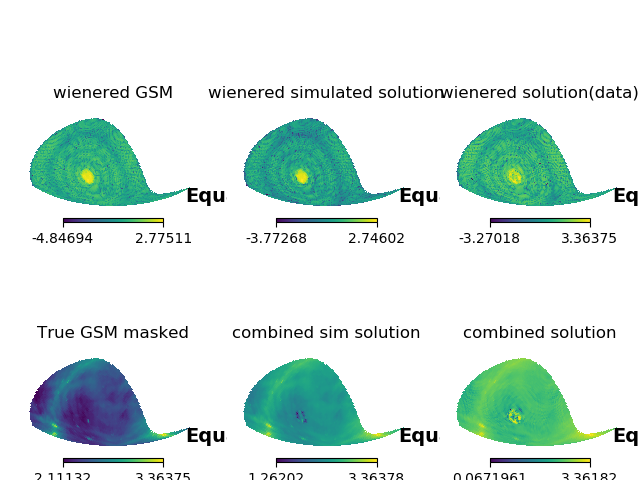 wienered GSM wienered simulated solution wienered solution(data)
Equ Equ Eq
-4.84694 2.77511 -3.77268 2.74602 -3.27018 3.36375
True GSM masked combined sim solution combined solution
Equ Equ Eq
2.11132 3.36375 1.26202 3.36378 0.0671961 3.36182